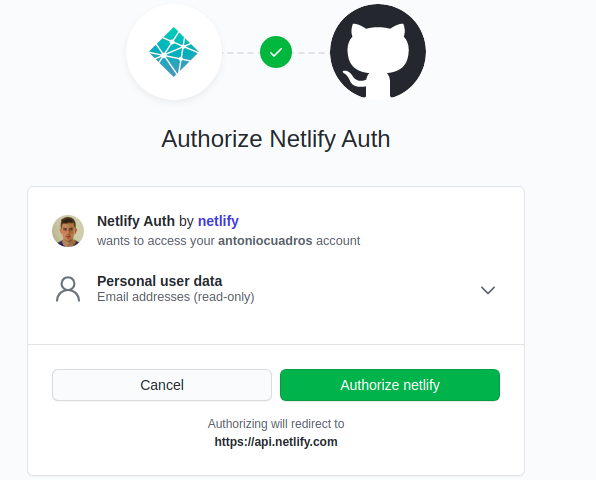 Authorize Netlify Auth
Netlify Auth by netlify
wants to access your antoniocuadros account
Personal user data
Email addresses (read-only)
Cancel
Authorize netlify
Authorizing will redirect to
https://api.netlify.com